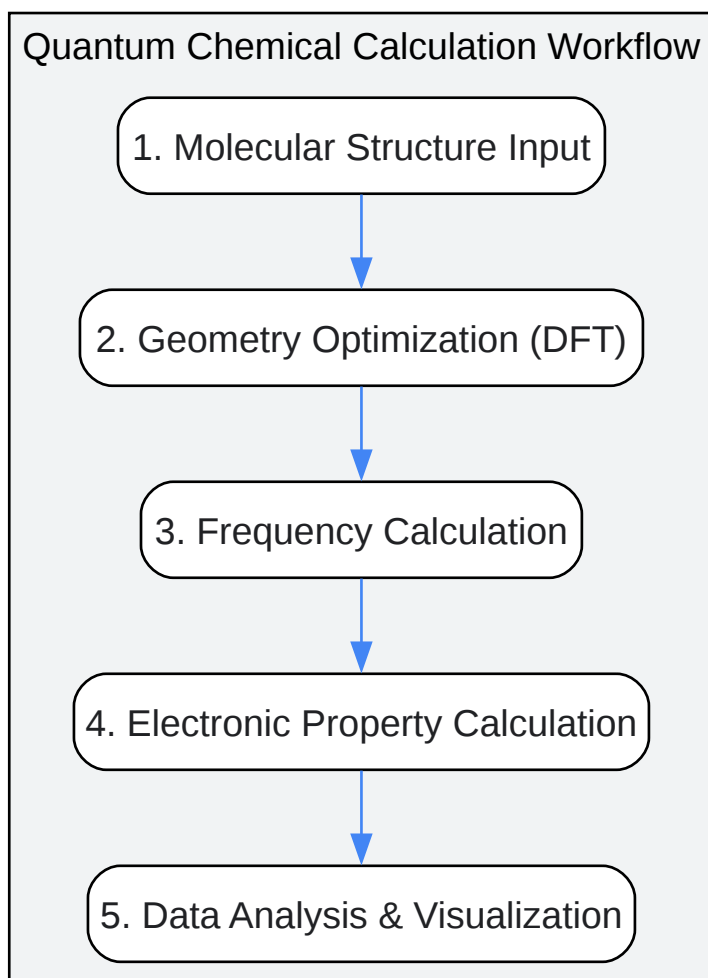 Quantum Chemical Calculation Workflow
1. Molecular Structure Input
2. Geometry Optimization (DFT)
3. Frequency Calculation
4. Electronic Property Calculation
5. Data Analysis & Visualization